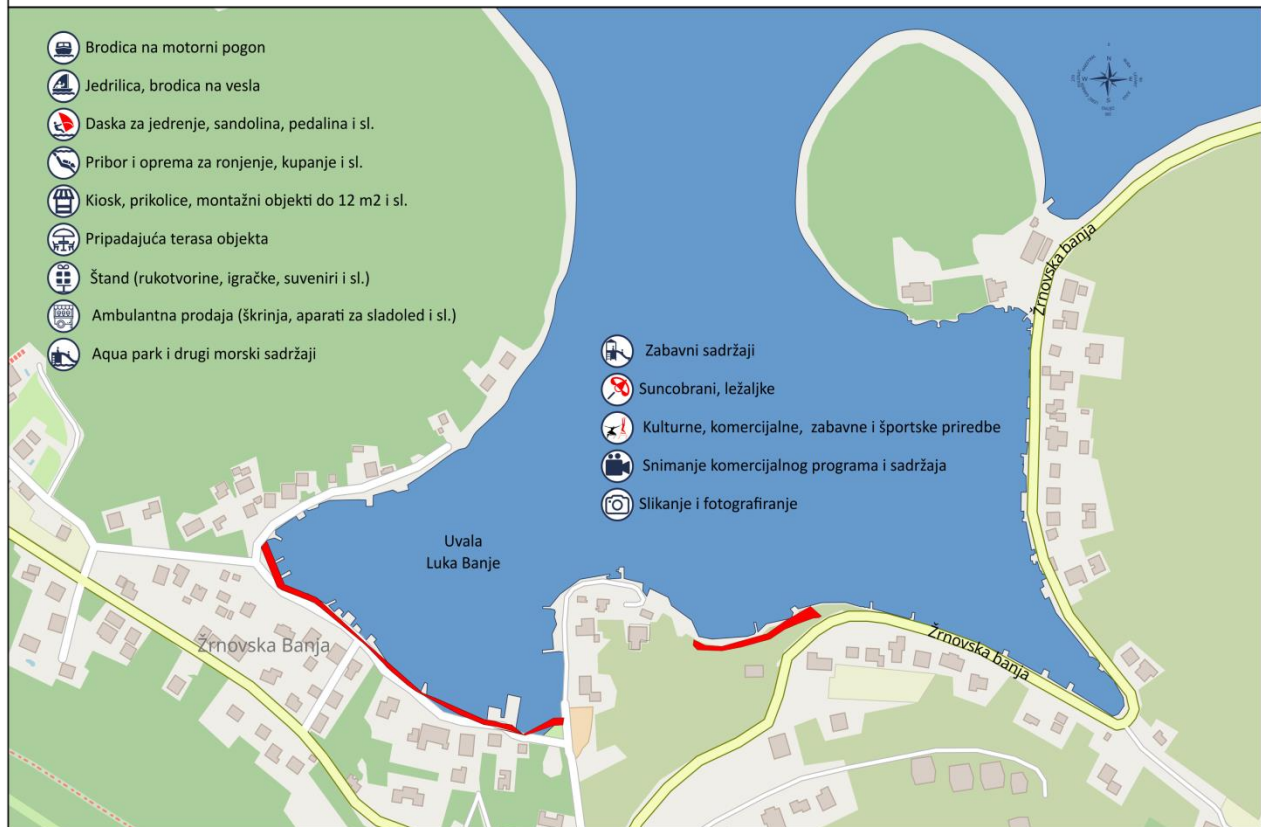 Brodica na motorni pogon
Jedrilica, brodica na vesla
Daska za jedrenje, sandolina, pedalina i sl.
Pribor i oprema za ronjenje, kupanje i sl.
Kiosk, prikolice, montažni objekti do 12 m2 i sl.
Pripadajuća terasa objekta
Štand (rukotvorine, igračke, suveniri i sl.)
Ambulantna prodaja (škrinja, aparati za sladoled i sl.)
Aqua park i drugi morski sadržaji
Zabavni sadržaji
Suncobrani, ležaljke
Kulturne, komercijalne, zabavne i športske priredbe
Snimanje komercijalnog programa i sadržaja
Slikanje i fotografiranje
N
W
E
S
Žrnovska banja
Uvala
Luka Banje
Žrnovska Banja
Žrnovska banja